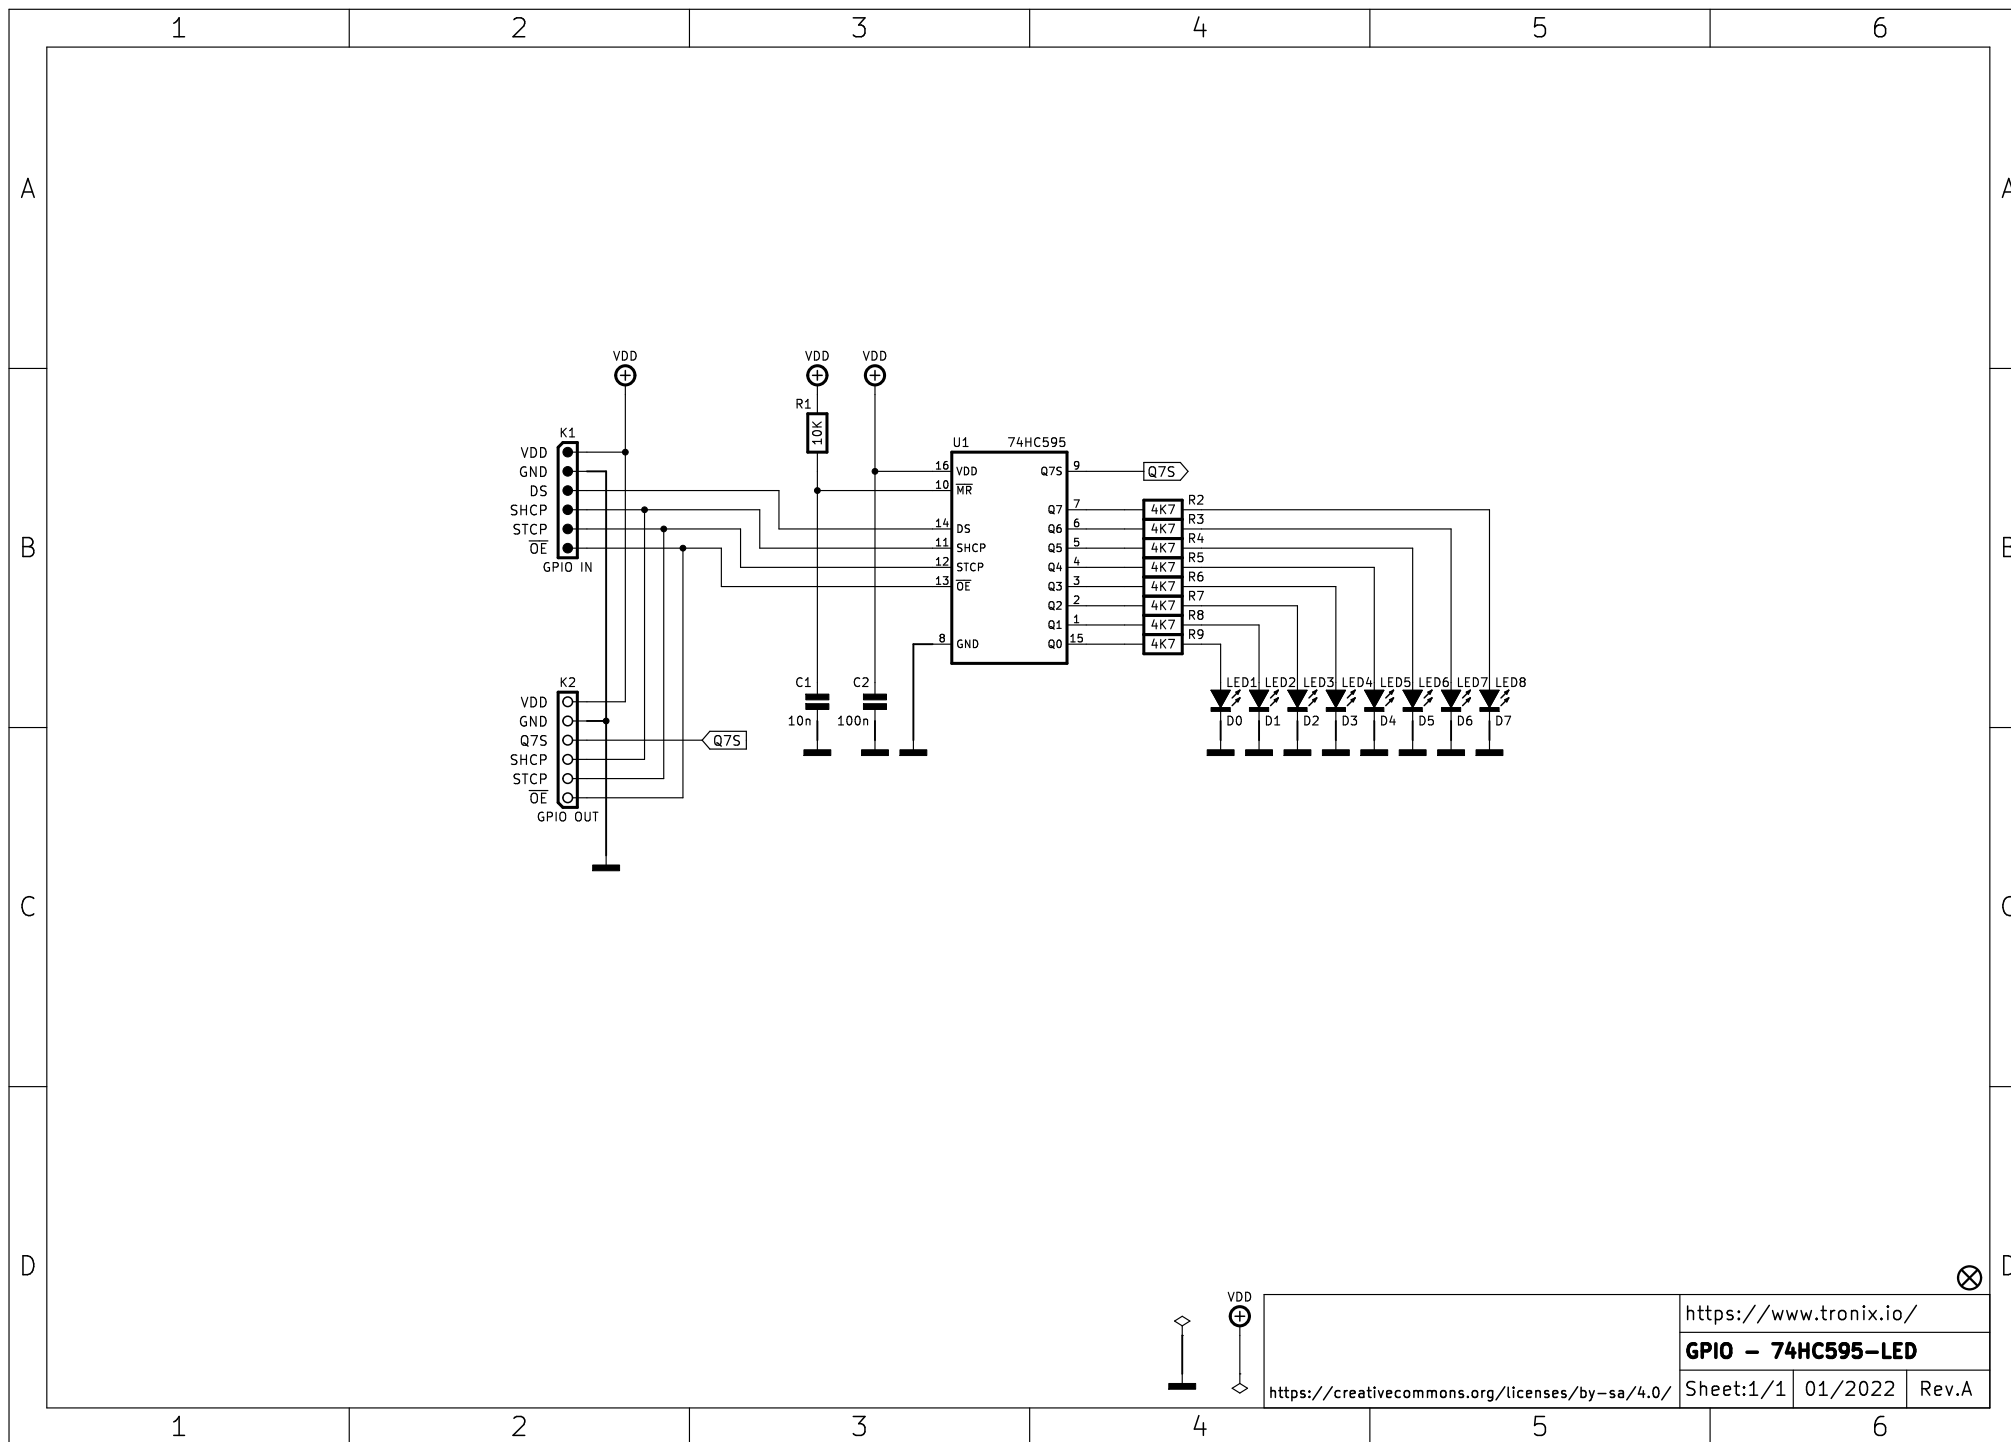 1 2 3 4 5 6
A A
VDD VDD VDD
R1
10K
K1
VDD
GND
DS
SHCP
STCP
OE
GPIO IN
U1 74HC595
16 VDD Q7S 9 Q7S
10 MR
Q7 7 4K7 R2
14 DS Q6 6 4K7 R3
11 SHCP Q5 5 4K7 R4
12 STCP Q4 4 4K7 R5
13 OE Q3 3 4K7 R6
Q2 2 4K7 R7
Q1 1 4K7 R8
8 GND Q0 15 4K7 R9
B B
K2
VDD
GND
Q7S Q7S
SHCP
STCP
OE
GPIO OUT
C1 C2
10n 100n
LED1 LED2 LED3 LED4 LED5 LED6 LED7 LED8
D0 D1 D2 D3 D4 D5 D6 D7
C C
D D
VDD
https://www.tronix.io/
GPIO - 74HC595-LED
https://creativecommons.org/licenses/by-sa/4.0/
Sheet:1/1 01/2022 Rev.A
1 2 3 4 5 6